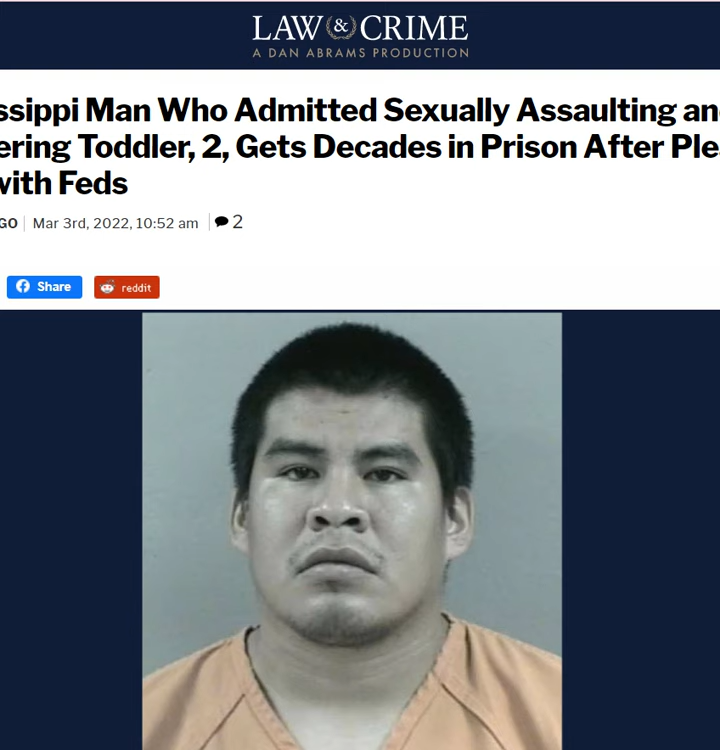 LAW & CRIME
A DAN ABRAMS PRODUCTION
ssippi Man Who Admitted Sexually Assaulting an
ering Toddler, 2, Gets Decades in Prison After Ple
with Feds
GO | Mar 3rd, 2022, 10:52 am | 2
Share reddit